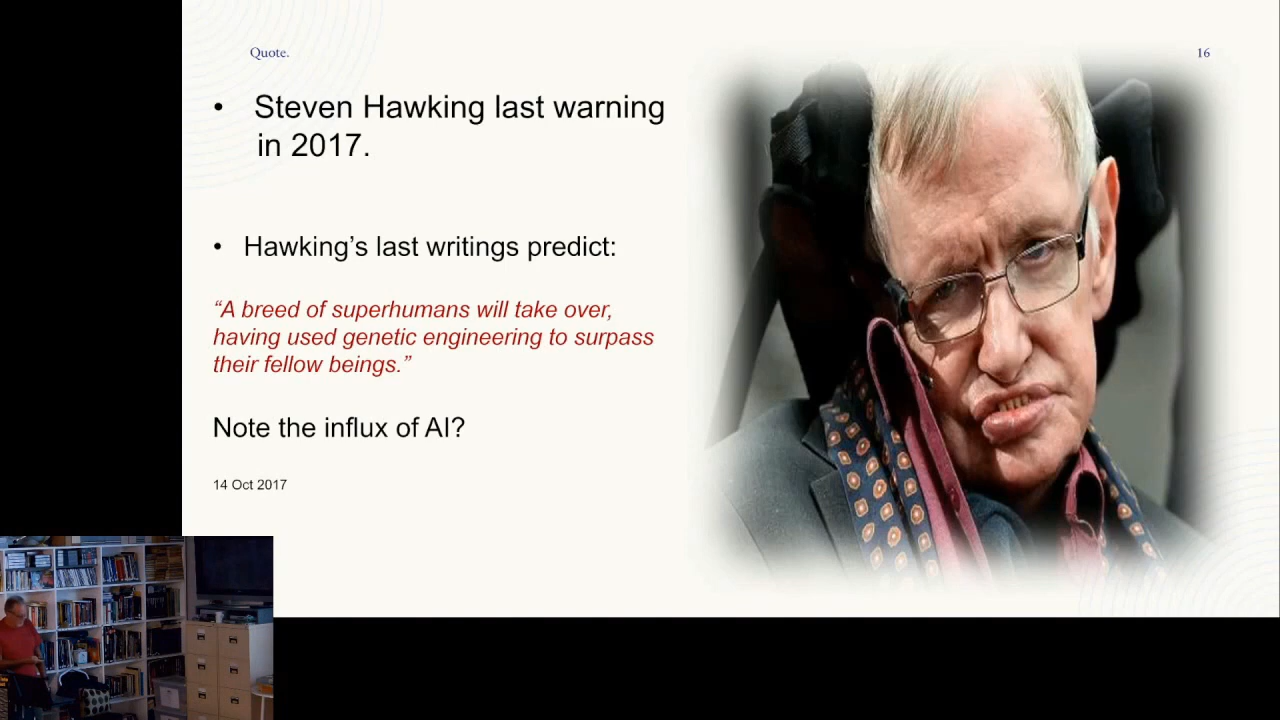 Quote.
16
• Steven Hawking last warning
in 2017.
• Hawking’s last writings predict:
“A breed of superhumans will take over,
having used genetic engineering to surpass
their fellow beings.”
Note the influx of AI?
14 Oct 2017